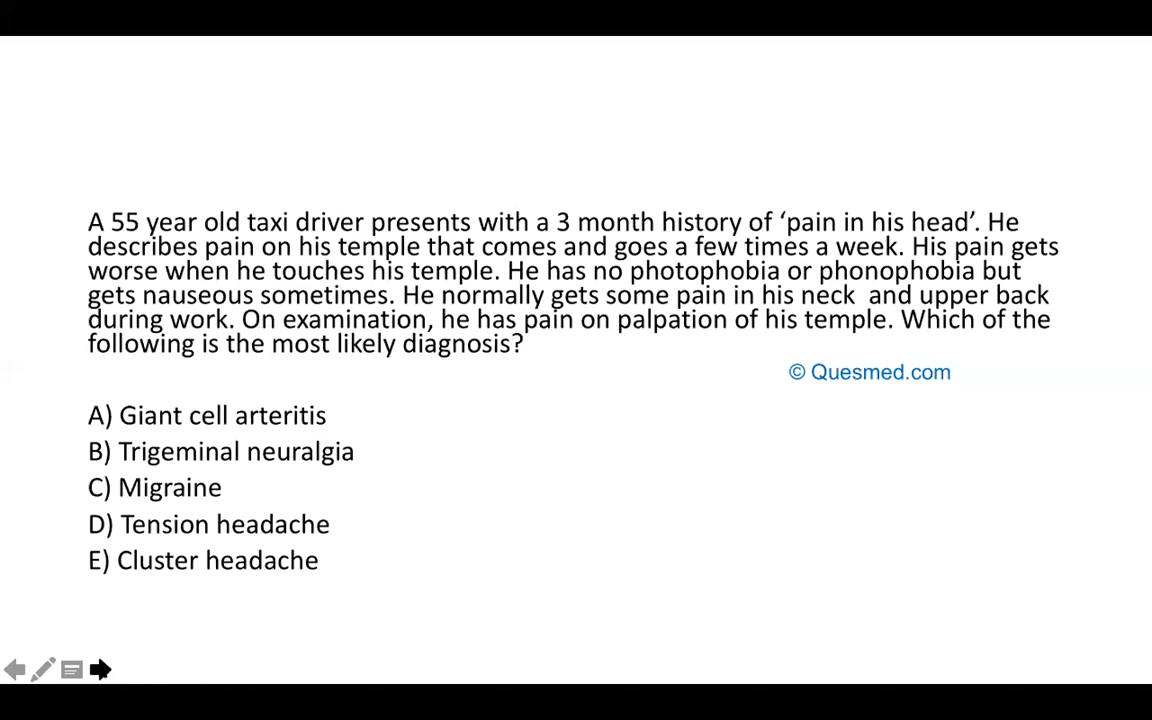 A 55 year old taxi driver presents with a 3 month history of ‘pain in his head’. He
describes pain on his temple that comes and goes a few times a week. His pain gets
worse when he touches his temple. He has no photophobia or phonophobia but
gets nauseous sometimes. He normally gets some pain in his neck  and upper back
during work. On examination, he has pain on palpation of his temple. Which of the
following is the most likely diagnosis?
© Quesmed.com
A) Giant cell arteritis
B) Trigeminal neuralgia
C) Migraine
D) Tension headache
E) Cluster headache